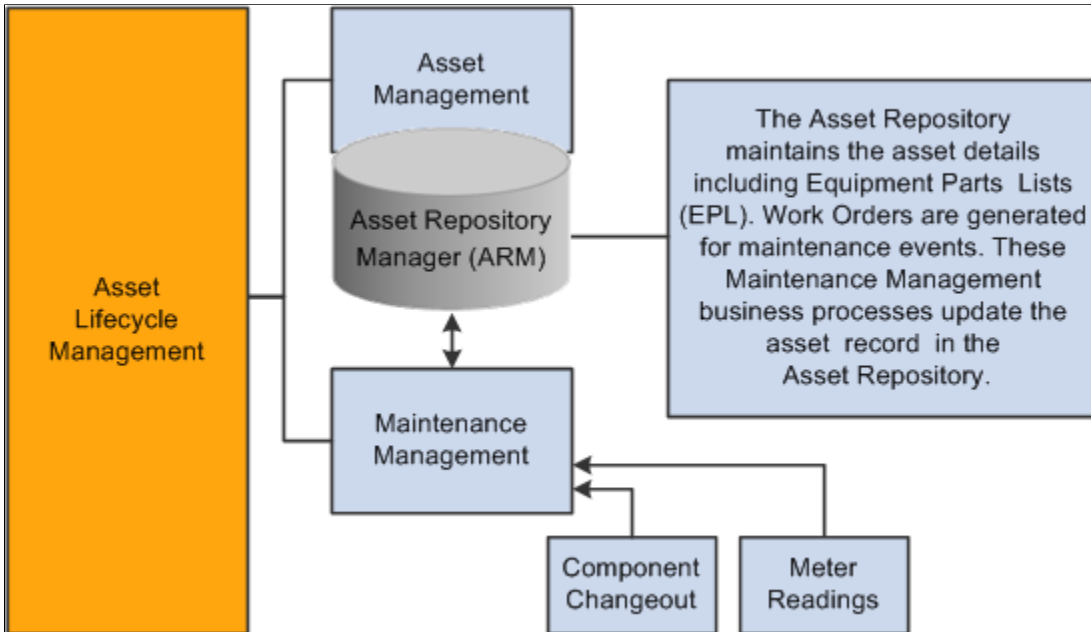 Asset
Lifecycle
Management
Asset
Management
Asset Repository
Manager (ARM)
Maintenance
Management
The Asset Repository
maintains the asset details
including Equipment Parts Lists
(EPL). Work Orders are generated
for maintenance events. These
Maintenance Management
business processes update the
asset record in the
Asset Repository.
Component
Changeout
Meter
Readings